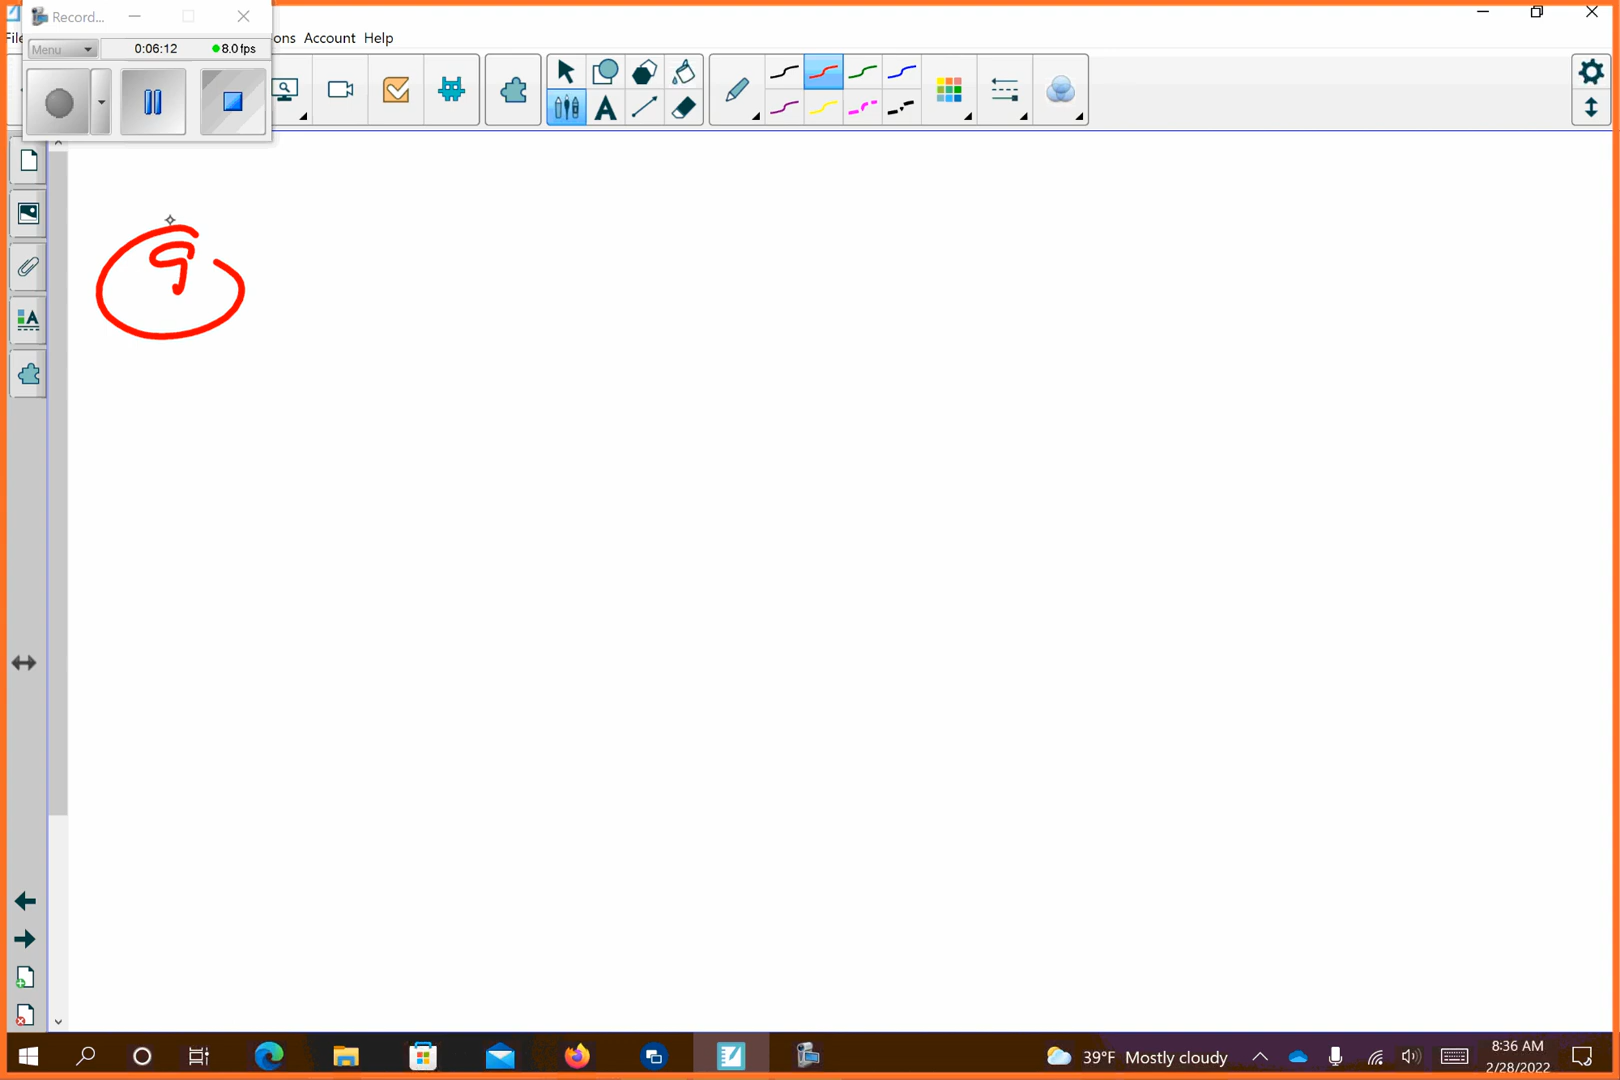 Record...
File
ons Account Help
Menu 0:06:12 8.0 fps
A
A
9
39°F Mostly cloudy
8:36 AM
2/28/2022